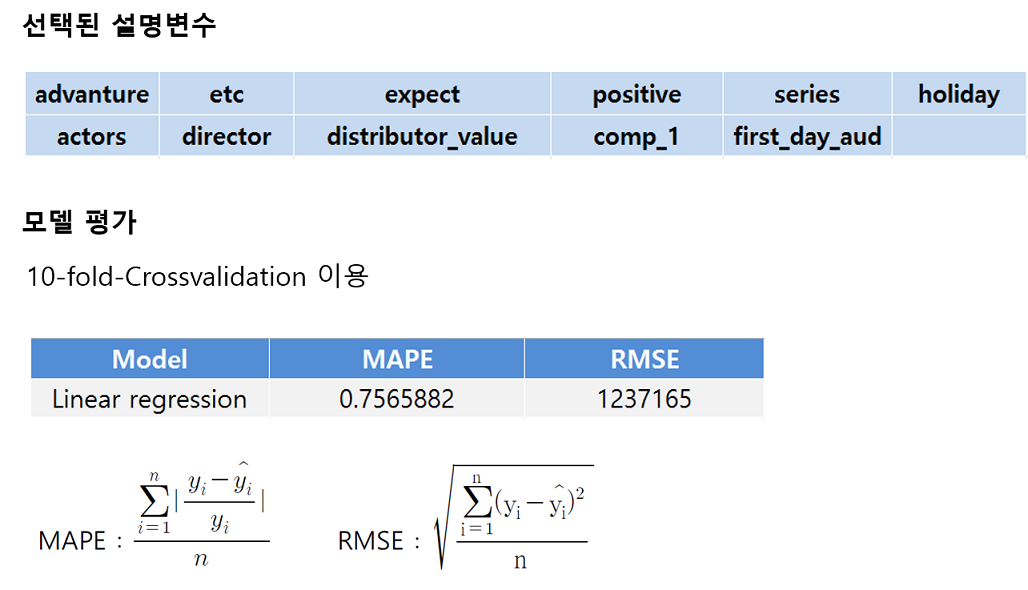 선택된 설명변수
advanture etc expect positive series holiday
actors director distributor_value comp_1 first_day_aud
모델 평가
10-fold-Crossvalidation 이용
Model MAPE RMSE
Linear regression 0.7565882 1237165
MAPE : \frac{\sum_{i=1}^{n}|\frac{y_i-\hat{y_i}}{y_i}|}{n} RMSE : \sqrt{\frac{\sum_{i=1}^{n}(y_i-\hat{y_i})^2}{n}}